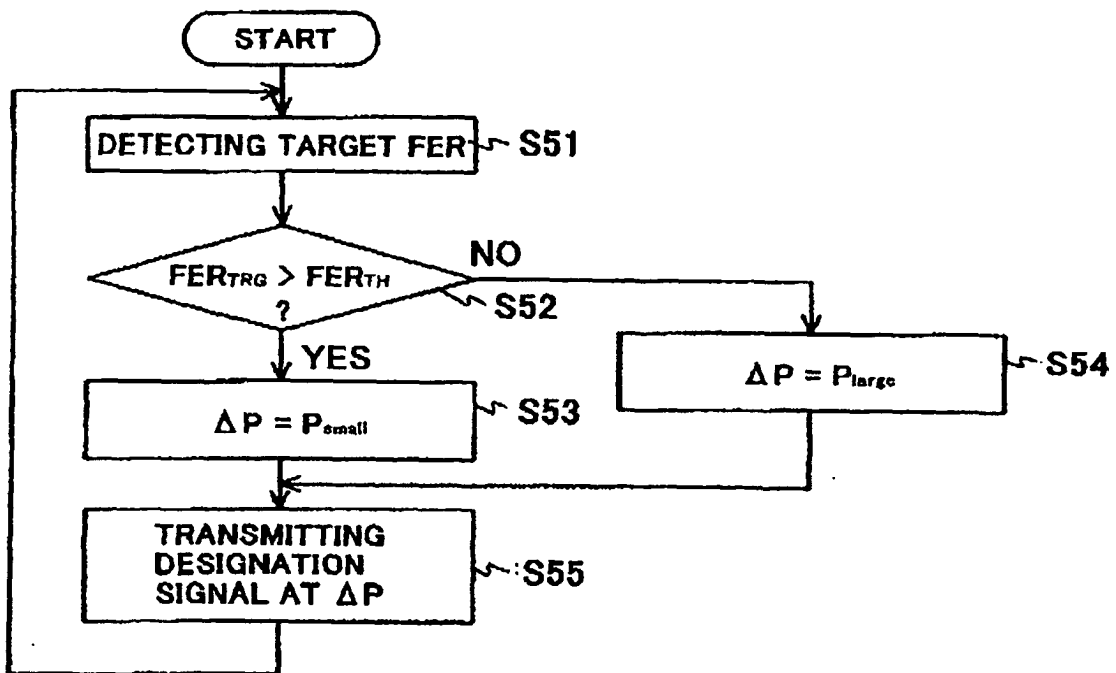 START
DETECTING TARGET FER
S51
FERTRG > FERTH
?
S52
NO
YES
ΔP = Psmall
S53
ΔP = Plarge
S54
TRANSMITTING
DESIGNATION
SIGNAL AT ΔP
S55